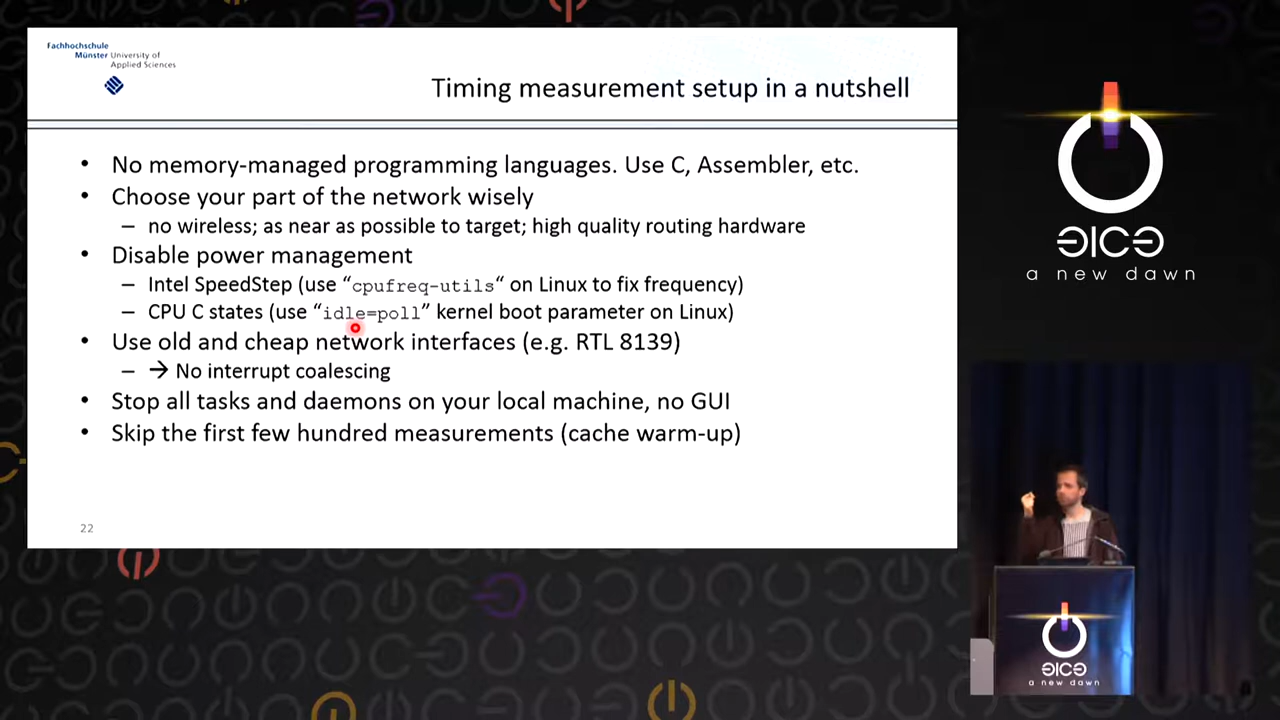 Fachhochschule
Münster University of
Applied Sciences
Timing measurement setup in a nutshell
• No memory-managed programming languages. Use C, Assembler, etc.
• Choose your part of the network wisely
– no wireless; as near as possible to target; high quality routing hardware
• Disable power management
– Intel SpeedStep (use “cpufreq-utils“ on Linux to fix frequency)
– CPU C states (use “idle=poll” kernel boot parameter on Linux)
• Use old and cheap network interfaces (e.g. RTL 8139)
– → No interrupt coalescing
• Stop all tasks and daemons on your local machine, no GUI
• Skip the first few hundred measurements (cache warm-up)
22
a new dawn
a new dawn